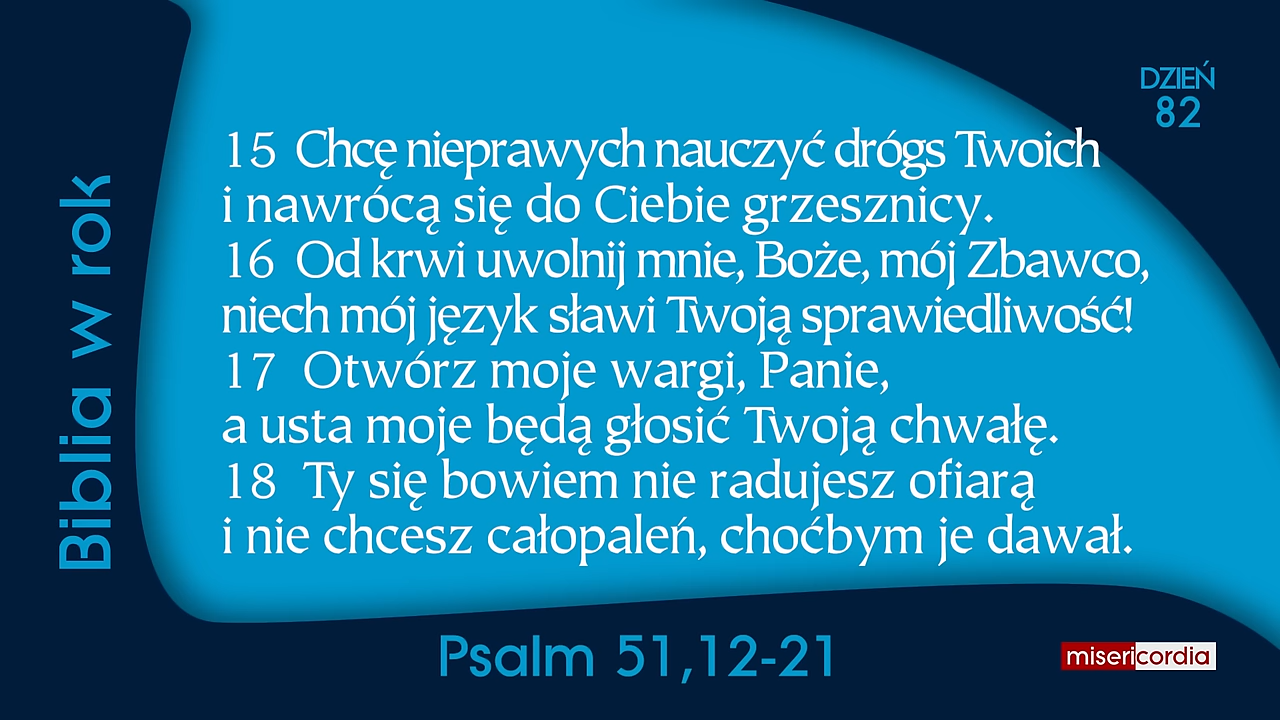 DZIEŃ
82
15 Chcę nieprawych nauczyć drógs Twoich
i nawrócą się do Ciebie grzesznicy.
16 Od krwi uwolnij mnie, Boże, mój Zbawco,
niech mój język sławi Twoją sprawiedliwość!
17 Otwórz moje wargi, Panie,
a usta moje będą głosić Twoją chwałę.
18 Ty się bowiem nie radujesz ofiarą
i nie chcesz całopaleń, choćbym je dawał.
Biblia w rok
Psalm 51,12-21
misericordia